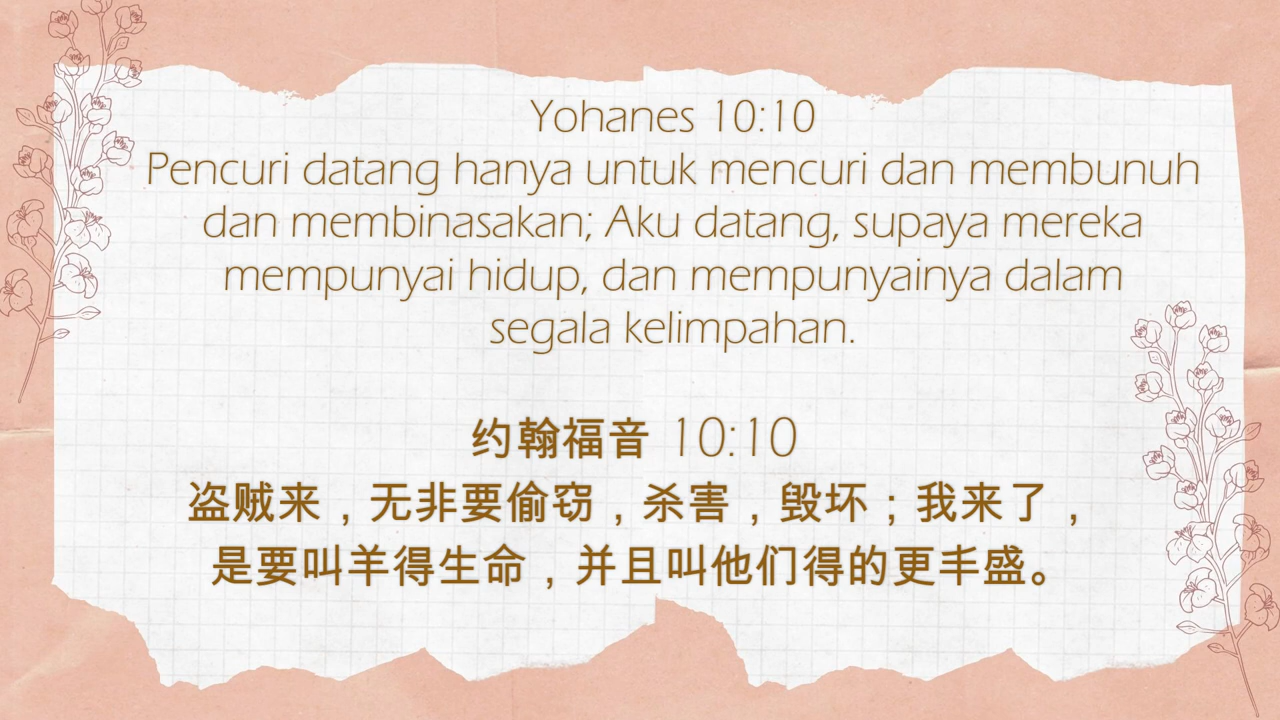 Yohanes 10:10
Pencuri datang hanya untuk mencuri dan membunuh
dan membinasakan; Aku datang, supaya mereka
mempunyai hidup, dan mempunyainya dalam
segala kelimpahan.
约翰福音 10:10
盗贼来，无非要偷窃，杀害，毁坏；我来了，
是要叫羊得生命，并且叫他们得的更丰盛。